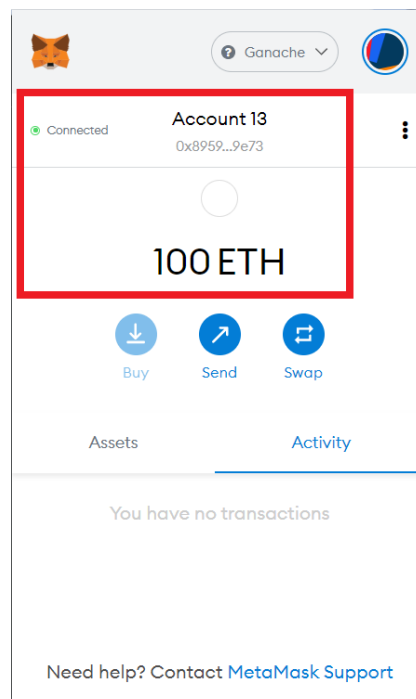 Ganache
Connected
Account 13
0x8959...9e73
100 ETH
Buy
Send
Swap
Assets
Activity
You have no transactions
Need help? Contact MetaMask Support